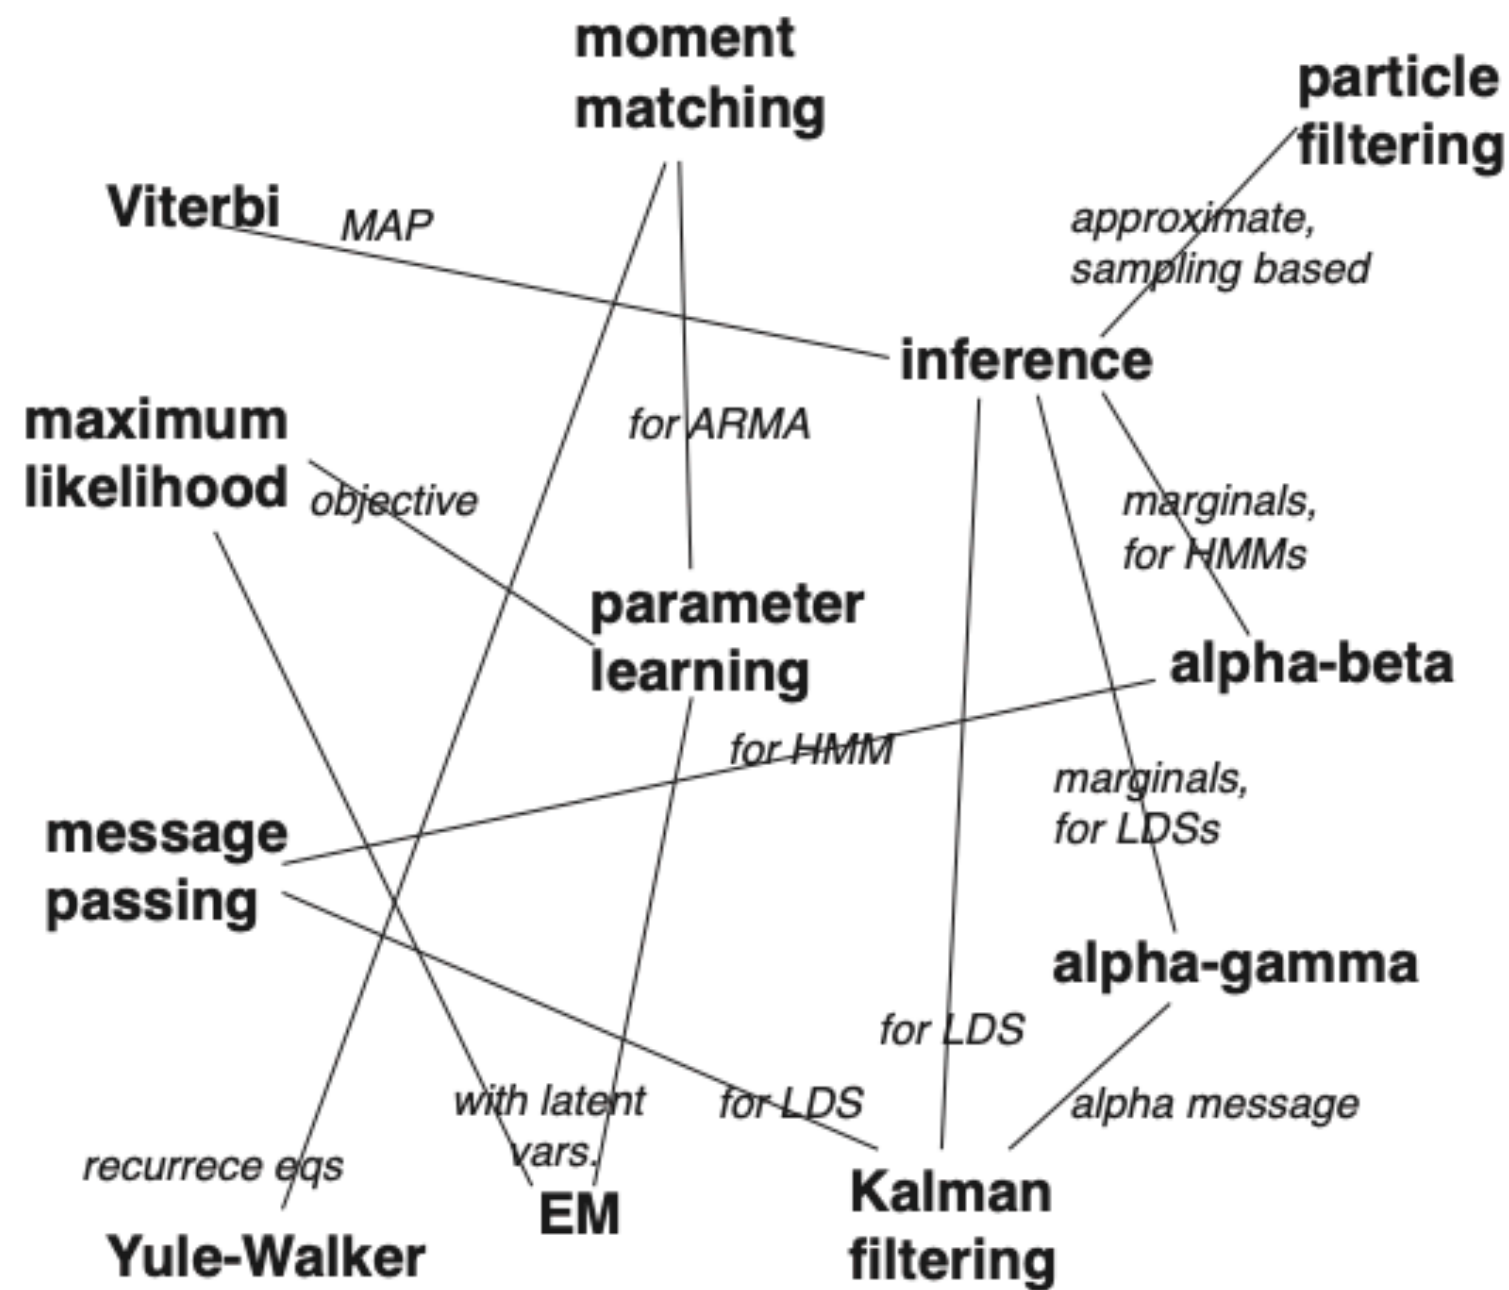 moment
matching
particle
filtering
Viterbi
MAP
approximate,
sampling based
inference
maximum
likelihood
for ARMA
objective
marginals,
for HMMs
parameter
learning
alpha-beta
for HMM
marginals,
for LDSs
message
passing
alpha-gamma
for LDS
with latent
vars.
for LDS
alpha message
recurrece eqs
EM
Kalman
filtering
Yule-Walker